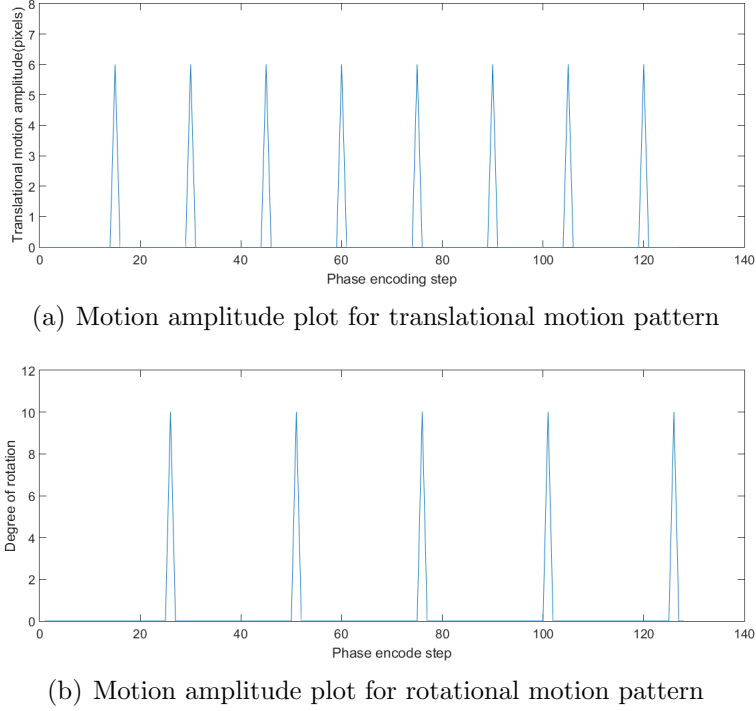 8
7
6
5
4
3
2
1
0
Translational motion amplitude(pixels)
0 20 40 60 80 100 120 140
Phase encoding step
(a) Motion amplitude plot for translational motion pattern
12
10
8
6
4
2
0
Degree of rotation
0 20 40 60 80 100 120 140
Phase encode step
(b) Motion amplitude plot for rotational motion pattern